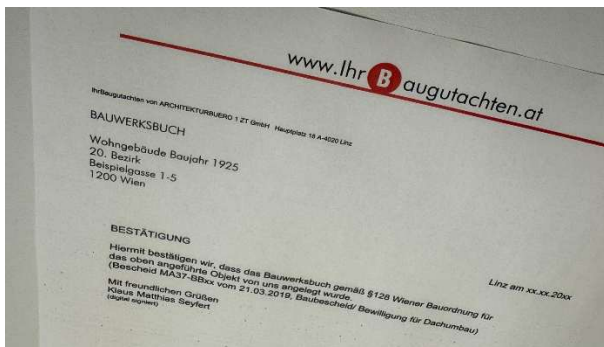 www.Ihr B augutachten.at
IhrBaugutachten von ARCHITEKTURBUERO 1 ZT GmbH Hauptplatz 18 A-4020 Linz
BAUWERKSBUCH
Wohngebäude Baujahr 1925
20. Bezirk
Beispielgasse 1-5
1200 Wien
Linz am xx.xx.20xx
BESTÄTIGUNG
Hiermit bestätigen wir, dass das Bauwerksbuch gemäß §128 Wiener Bauordnung für
das oben angeführte Objekt von uns angelegt wurde.
(Bescheid MA37-BBxx vom 21.03.2019, Baubescheid/ Bewilligung für Dachumbau)
Mit freundlichen Grüßen
Klaus Matthias Seyfert
(digital signiert)